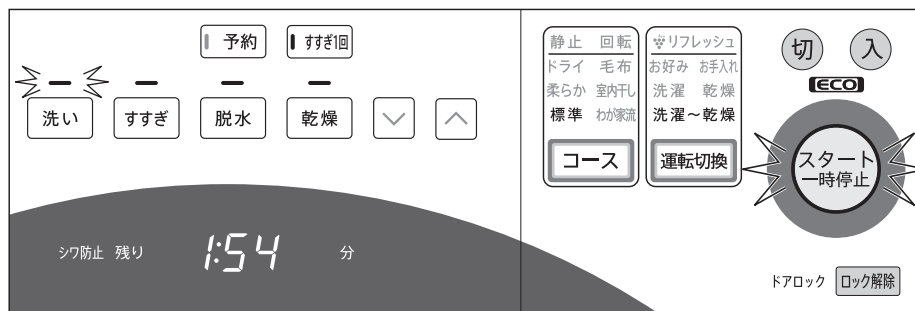 予約 すすぎ1回
洗い すすぎ 脱水 乾燥
シワ防止 残り 1:54 分
静止 回転
ドライ 毛布
柔らか 室内干し
標準 わが家流
コース
リフレッシュ
お好み お手入れ
洗濯 乾燥
洗濯~乾燥
運転切換
切 入
ECO
スタート
一時停止
ドアロック ロック解除